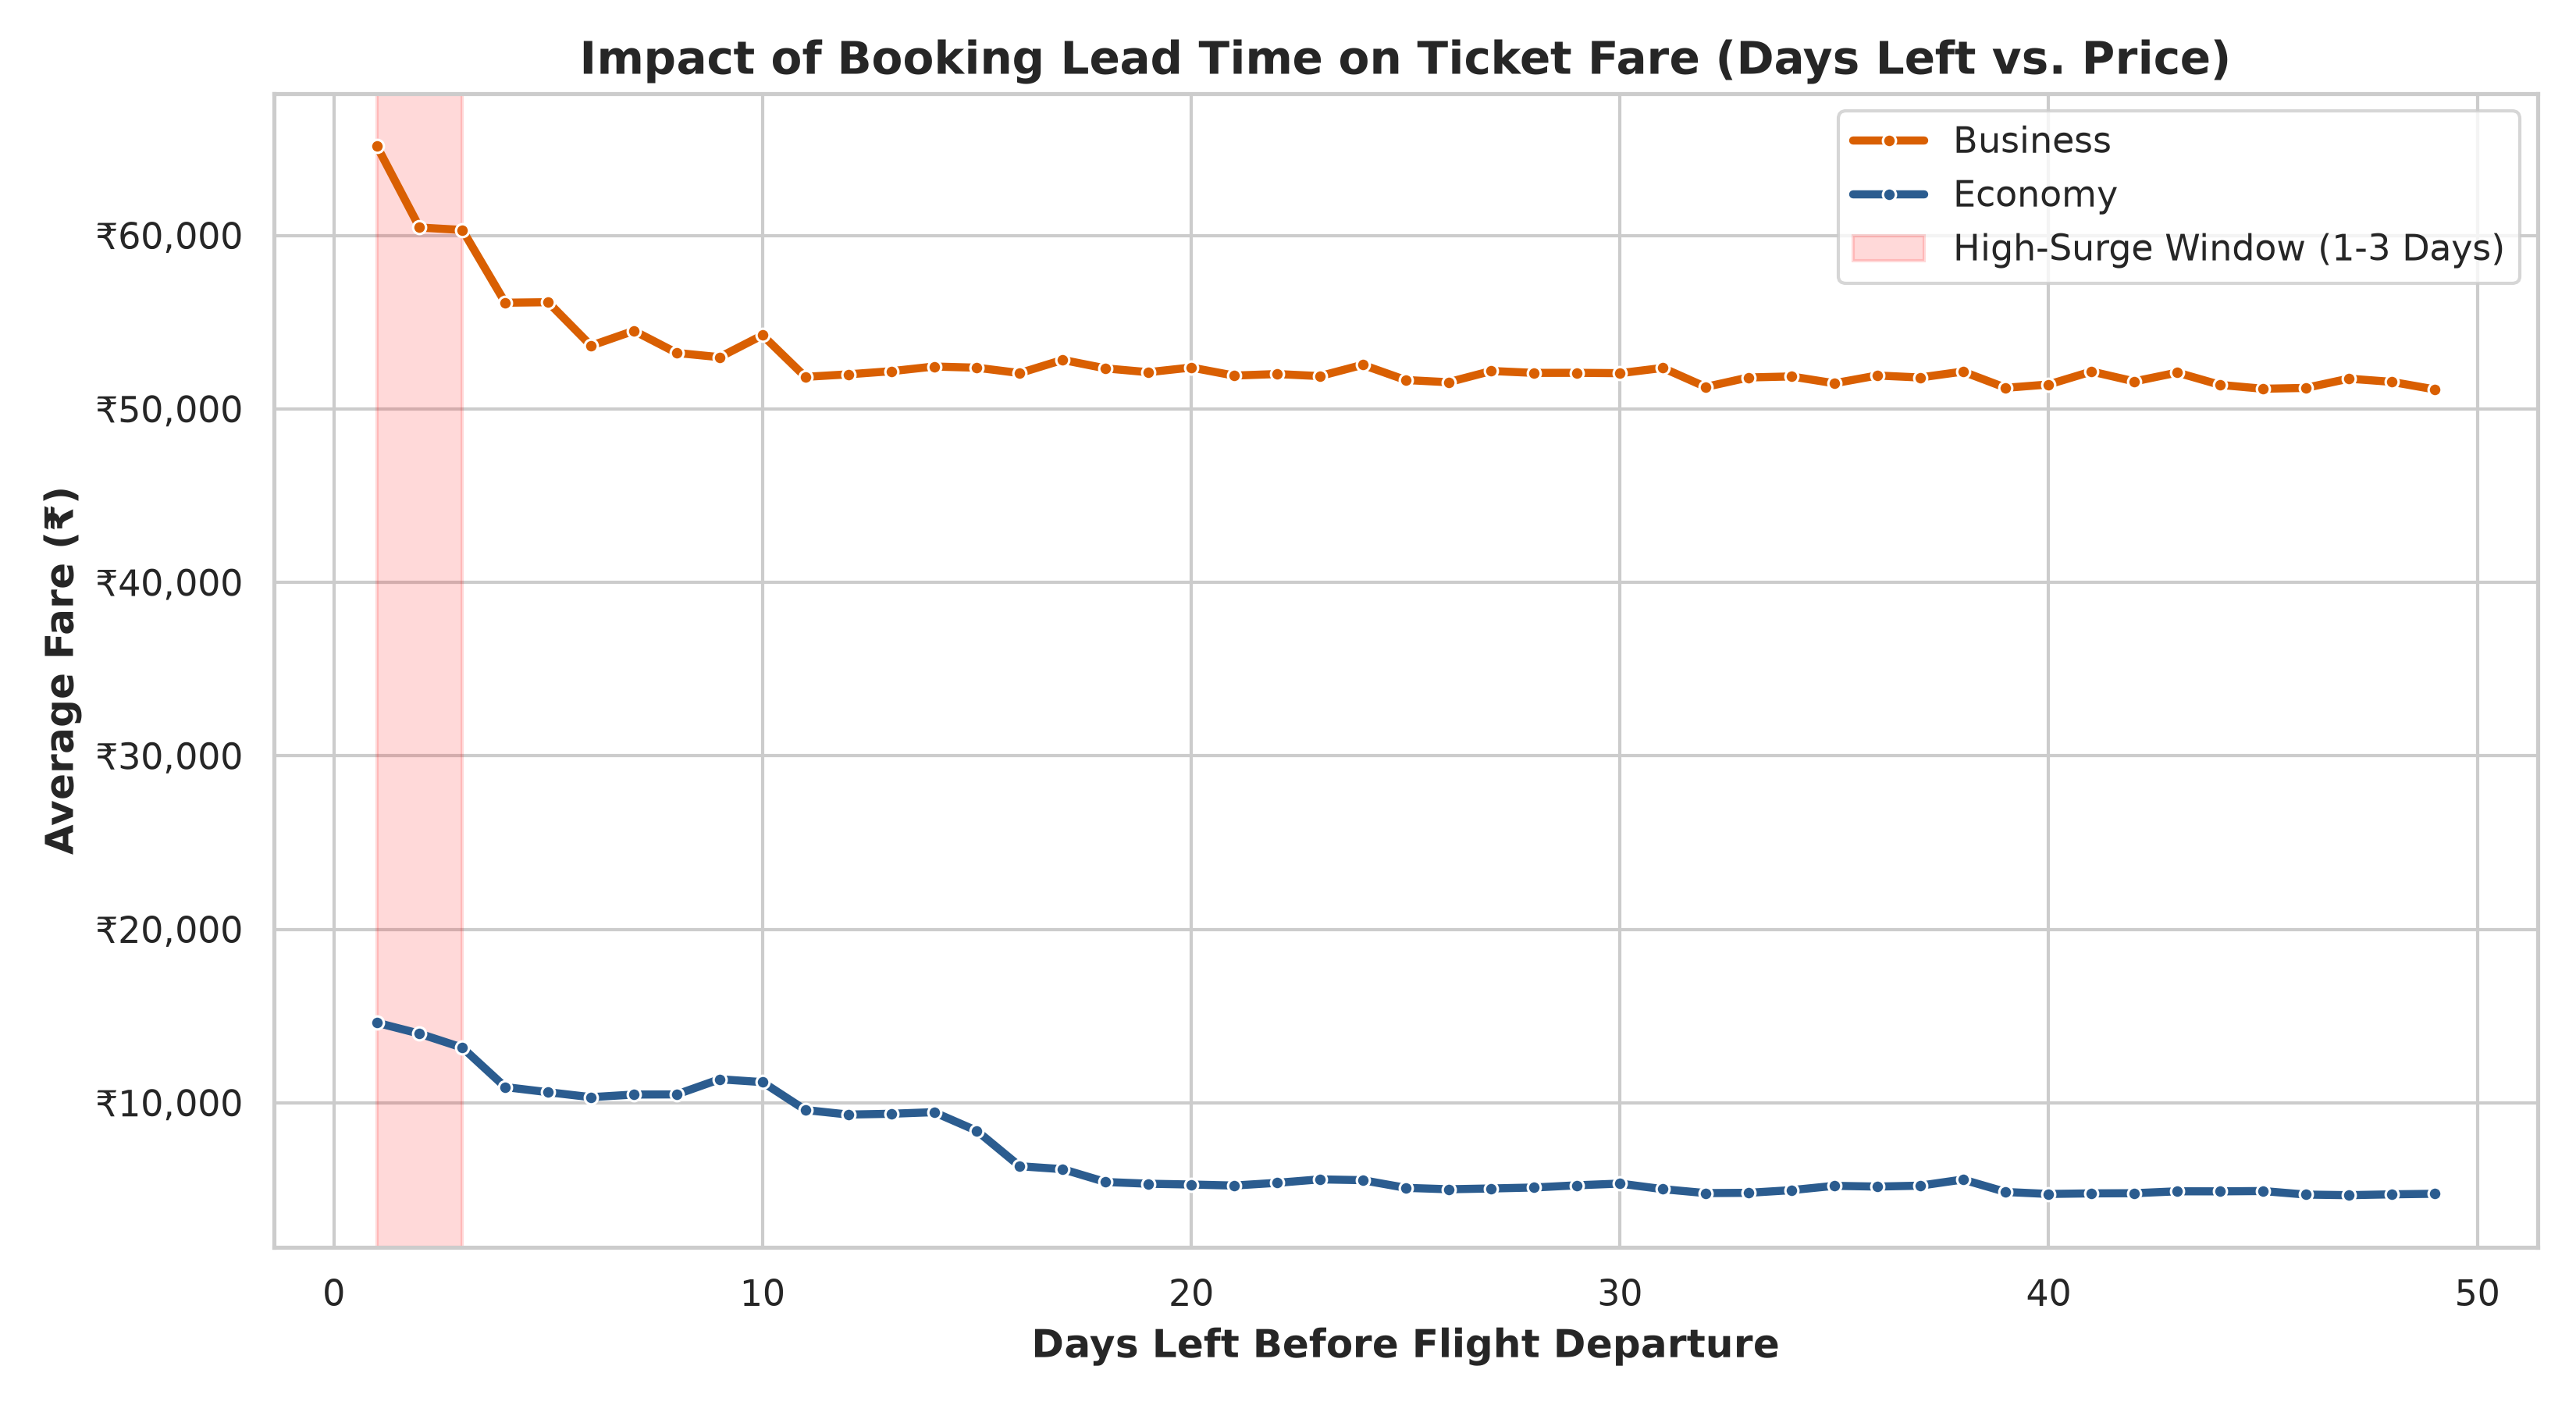 Impact of Booking Lead Time on Ticket Fare (Days Left vs. Price)
Business
Economy
High-Surge Window (1-3 Days)
₹60,000
₹50,000
₹40,000
₹30,000
₹20,000
₹10,000
Average Fare (₹)
0 10 20 30 40 50
Days Left Before Flight Departure